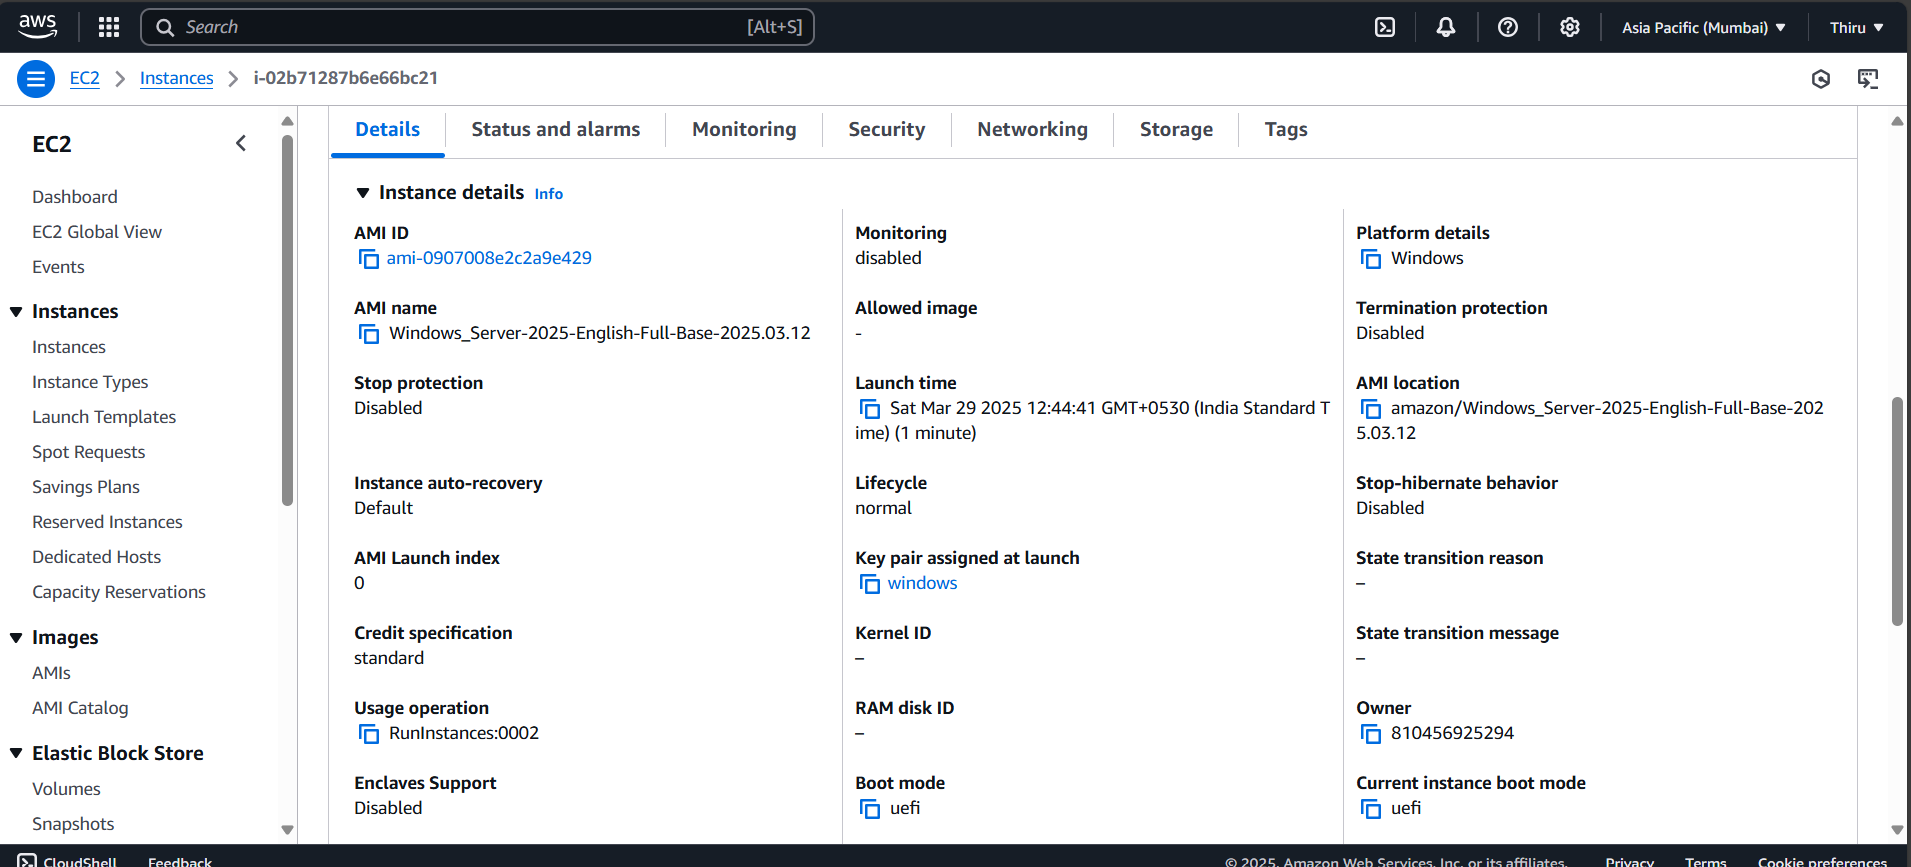 aws
Search [Alt+S]
Asia Pacific (Mumbai) Thiru
EC2 Instances i-02b71287b6e66bc21
EC2
Dashboard
EC2 Global View
Events
Instances
Instances
Instance Types
Launch Templates
Spot Requests
Savings Plans
Reserved Instances
Dedicated Hosts
Capacity Reservations
Images
AMIs
AMI Catalog
Elastic Block Store
Volumes
Snapshots
Details Status and alarms Monitoring Security Networking Storage Tags
Instance details Info
AMI ID
ami-0907008e2c2a9e429
Monitoring
disabled
Platform details
Windows
AMI name
Windows_Server-2025-English-Full-Base-2025.03.12
Allowed image
-
Termination protection
Disabled
Stop protection
Disabled
Launch time
Sat Mar 29 2025 12:44:41 GMT+0530 (India Standard T
ime) (1 minute)
AMI location
amazon/Windows_Server-2025-English-Full-Base-202
5.03.12
Instance auto-recovery
Default
Lifecycle
normal
Stop-hibernate behavior
Disabled
AMI Launch index
0
Key pair assigned at launch
windows
State transition reason
–
Credit specification
standard
Kernel ID
–
State transition message
–
Usage operation
RunInstances:0002
RAM disk ID
–
Owner
810456925294
Enclaves Support
Disabled
Boot mode
uefi
Current instance boot mode
uefi
CloudShell Feedback © 2025, Amazon Web Services, Inc. or its affiliates. Privacy Terms Cookie preferences